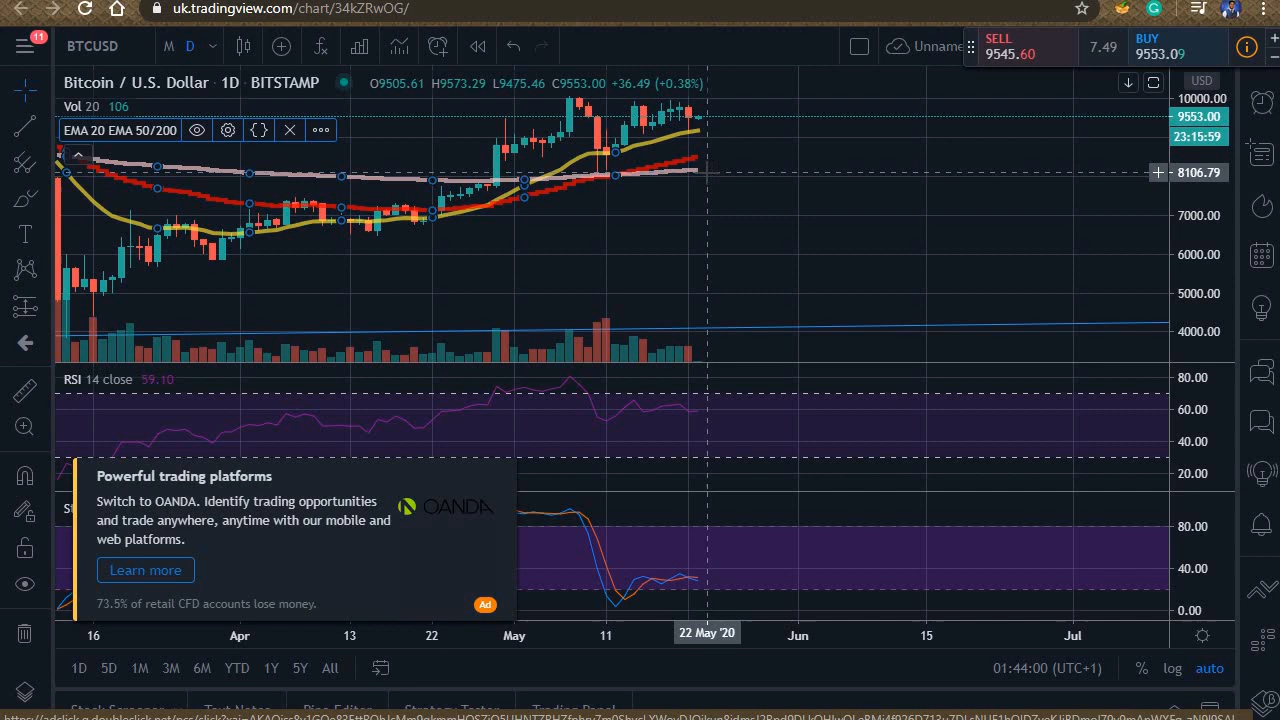 uk.tradingview.com/chart/34kZRwOG/
11
BTCUSD
M D
Unname
SELL
9545.60
7.49
BUY
9553.09
Bitcoin / U.S. Dollar · 1D · BITSTAMP
O9505.61 H9573.29 L9475.46 C9553.00 +36.49 (+0.38%)
USD
Vol 20 106
EMA 20 EMA 50/200
10000.00
9553.00
23:15:59
8106.79
7000.00
6000.00
5000.00
4000.00
RSI 14 close 59.10
80.00
60.00
40.00
20.00
Powerful trading platforms
Switch to OANDA. Identify trading opportunities
and trade anywhere, anytime with our mobile and
web platforms.
OANDA
Learn more
73.5% of retail CFD accounts lose money.
Ad
80.00
40.00
0.00
16 Apr 13 22 May 11 22 May '20 Jun 15 Jul
1D 5D 1M 3M 6M YTD 1Y 5Y All
01:44:00 (UTC+1) % log auto